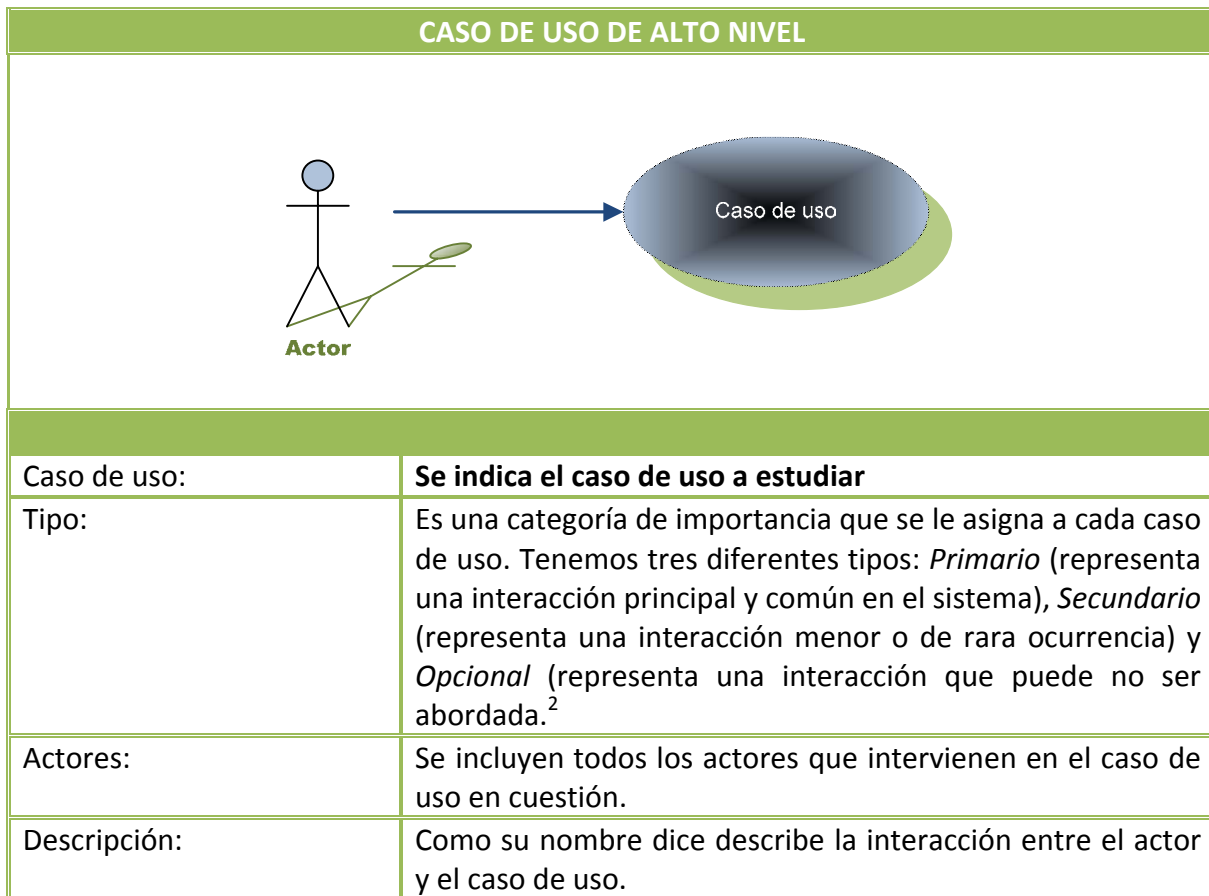 CASO DE USO DE ALTO NIVEL
Caso de uso
Actor
Caso de uso: Se indica el caso de uso a estudiar
Tipo: Es una categoría de importancia que se le asigna a cada caso
de uso. Tenemos tres diferentes tipos: Primario (representa
una interacción principal y común en el sistema), Secundario
(representa una interacción menor o de rara ocurrencia) y
Opcional (representa una interacción que puede no ser
abordada.²
Actores: Se incluyen todos los actores que intervienen en el caso de
uso en cuestión.
Descripción: Como su nombre dice describe la interacción entre el actor
y el caso de uso.